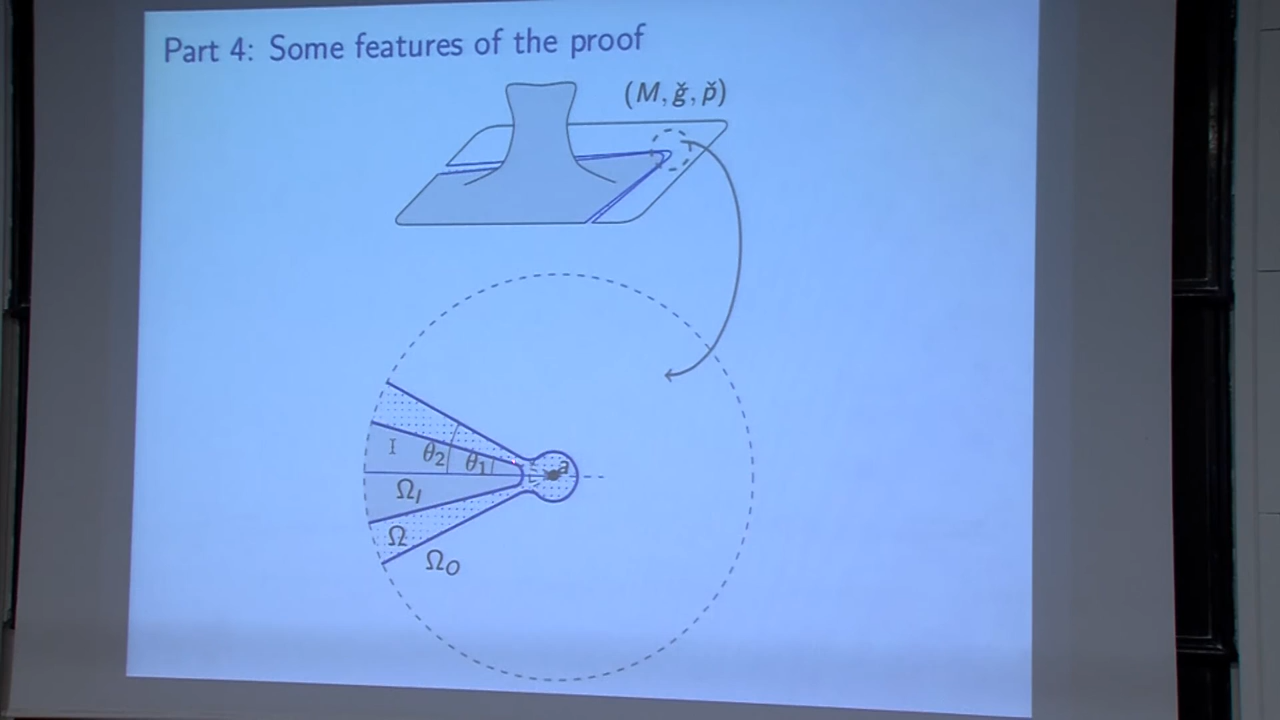 Part 4: Some features of the proof
(M, ǧ, p̌)
a
I θ₂ θ₁
Ω_I
Ω
Ω_O